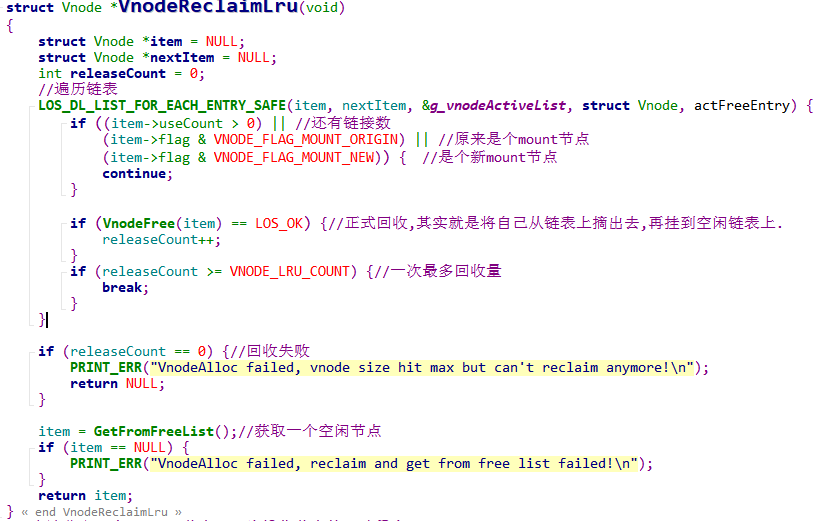 struct Vnode *VnodeReclaimLru(void)
{
    struct Vnode *item = NULL;
    struct Vnode *nextItem = NULL;
    int releaseCount = 0;
    //遍历链表
    LOS_DL_LIST_FOR_EACH_ENTRY_SAFE(item, nextItem, &g_vnodeActiveList, struct Vnode, actFreeEntry) {
        if ((item->useCount > 0) || //还有链接数
            (item->flag & VNODE_FLAG_MOUNT_ORIGIN) || //原来是个mount节点
            (item->flag & VNODE_FLAG_MOUNT_NEW)) {  //是个新mount节点
            continue;
        }

        if (VnodeFree(item) == LOS_OK) {//正式回收,其实就是将自己从链表上摘出去,再挂到空闲链表上.
            releaseCount++;
        }
        if (releaseCount >= VNODE_LRU_COUNT) {//一次最多回收量
            break;
        }
    }

    if (releaseCount == 0) {//回收失败
        PRINT_ERR("VnodeAlloc failed, vnode size hit max but can't reclaim anymore!\n");
        return NULL;
    }

    item = GetFromFreeList();//获取一个空闲节点
    if (item == NULL) {
        PRINT_ERR("VnodeAlloc failed, reclaim and get from free list failed!\n");
    }
    return item;
} « end VnodeReclaimLru »